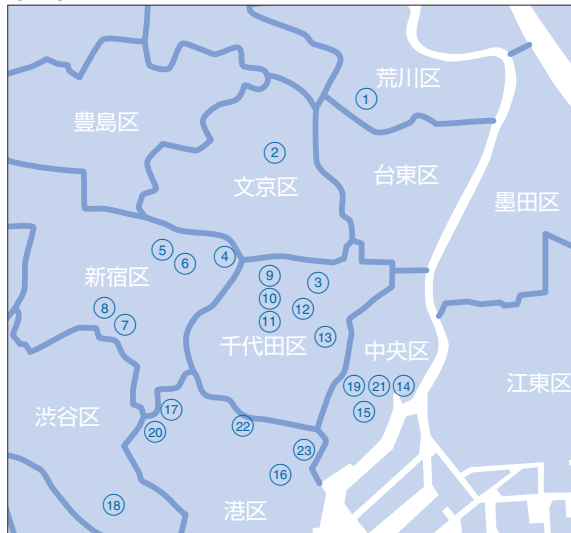 荒川区
①
豊島区
②
文京区
台東区
墨田区
⑤
⑥
④
新宿区
⑨
③
⑩
⑧
⑫
⑦
⑪
⑬
千代田区
中央区
江東区
⑲
㉑
⑭
⑰
⑮
渋谷区
⑳
㉒
㉓
⑯
⑱
港区